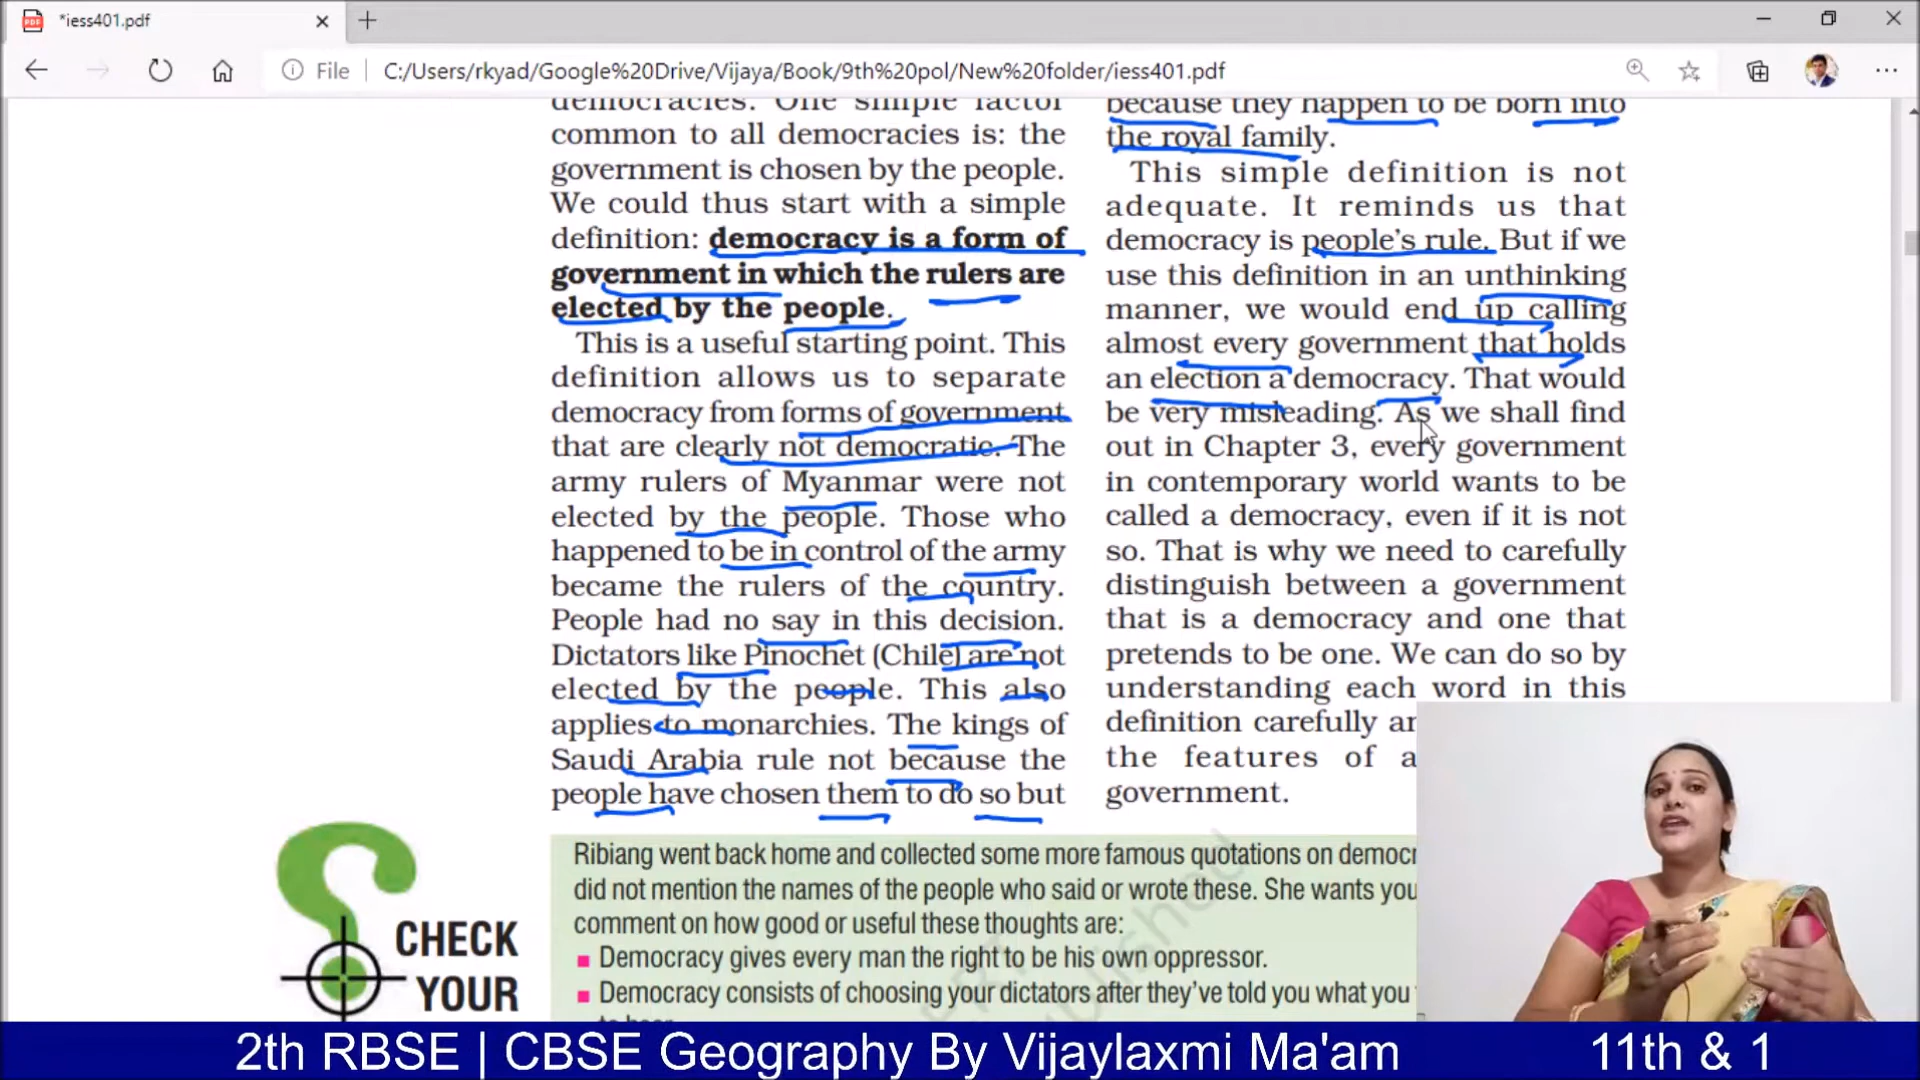 *iess401.pdf
File
C:/Users/rkyad/Google%20Drive/Vijaya/Book/9th%20pol/New%20folder/iess401.pdf
democracies. One simple factor
common to all democracies is: the
government is chosen by the people.
We could thus start with a simple
definition: democracy is a form of
government in which the rulers are
elected by the people.
This is a useful starting point. This
definition allows us to separate
democracy from forms of government
that are clearly not democratic. The
army rulers of Myanmar were not
elected by the people. Those who
happened to be in control of the army
became the rulers of the country.
People had no say in this decision.
Dictators like Pinochet (Chile) are not
elected by the people. This also
applies to monarchies. The kings of
Saudi Arabia rule not because the
people have chosen them to do so but
because they happen to be born into
the royal family.
This simple definition is not
adequate. It reminds us that
democracy is people's rule. But if we
use this definition in an unthinking
manner, we would end up calling
almost every government that holds
an election a democracy. That would
be very misleading. As we shall find
out in Chapter 3, every government
in contemporary world wants to be
called a democracy, even if it is not
so. That is why we need to carefully
distinguish between a government
that is a democracy and one that
pretends to be one. We can do so by
understanding each word in this
definition carefully
the features of a
government.
CHECK
YOUR
Ribiang went back home and collected some more famous quotations on
did not mention the names of the people who said or wrote these. She wants you
comment on how good or useful these thoughts are:
■ Democracy gives every man the right to be his own oppressor.
■ Democracy consists of choosing your dictators after they've told you what you
2th RBSE | CBSE Geography By Vijaylaxmi Ma'am 11th & 1